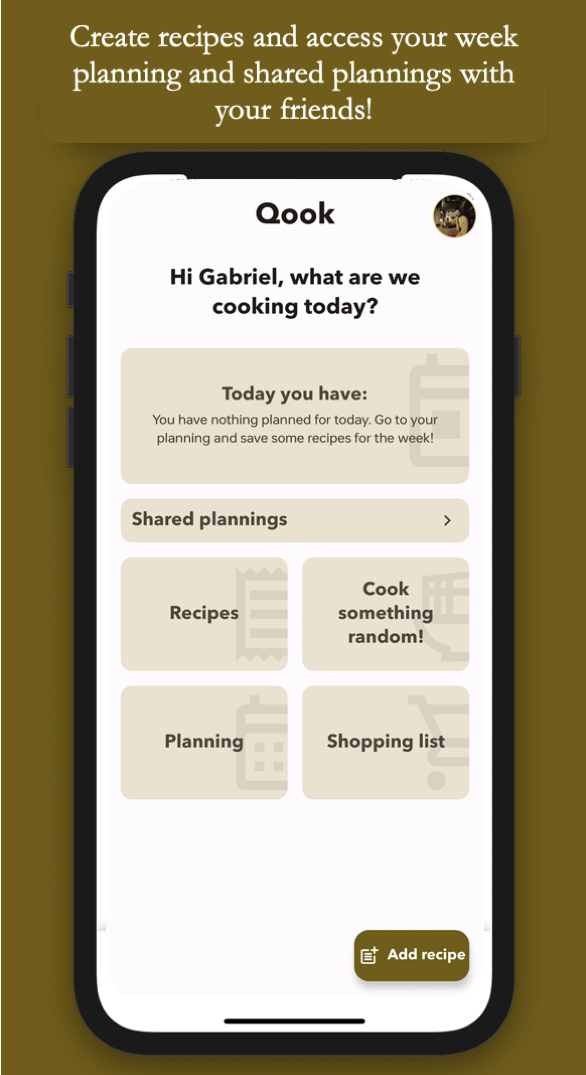 Create recipes and access your week
planning and shared plannings with
your friends!
Qook
Hi Gabriel, what are we
cooking today?
Today you have:
You have nothing planned for today. Go to your
planning and save some recipes for the week!
Shared plannings
Recipes
Cook
something
random!
Planning
Shopping list
Add recipe